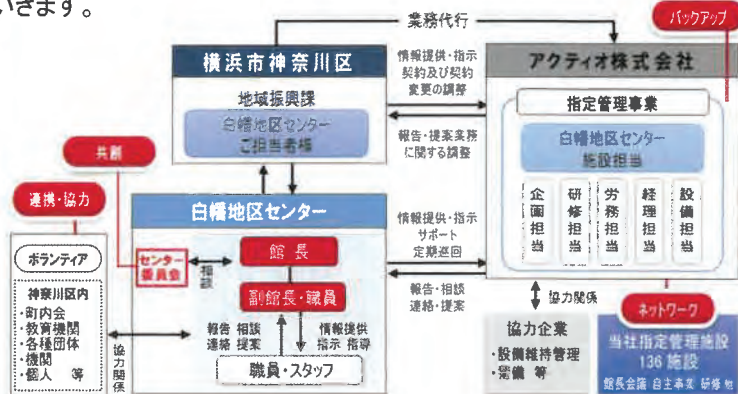 いきます。
業務代行
バックアップ
横浜市神奈川区
地域振興課
白幡地区センター
ご担当者様
情報提供・指示
契約及び契約
変更の調整
報告・提案業務
に関する調整
アクティオ株式会社
指定管理事業
白幡地区センター
施設担当
企画担当
研修担当
労務担当
経理担当
設備担当
共創
連携・協力
白幡地区センター
センター
委員会
相談
館長
副館長・職員
報告 相談
連絡 提案
情報提供
指示 指導
職員・スタッフ
情報提供・指示
サポート
定期巡回
報告・相談
連絡・提案
ボランティア
神奈川区内
・町内会
・教育機関
・各種団体
・機関
・個人 等
協力関係
協力関係
協力企業
・設備維持管理
・警備 等
ネットワーク
当社指定管理施設
136 施設
館長会議 自主事業 研修 他